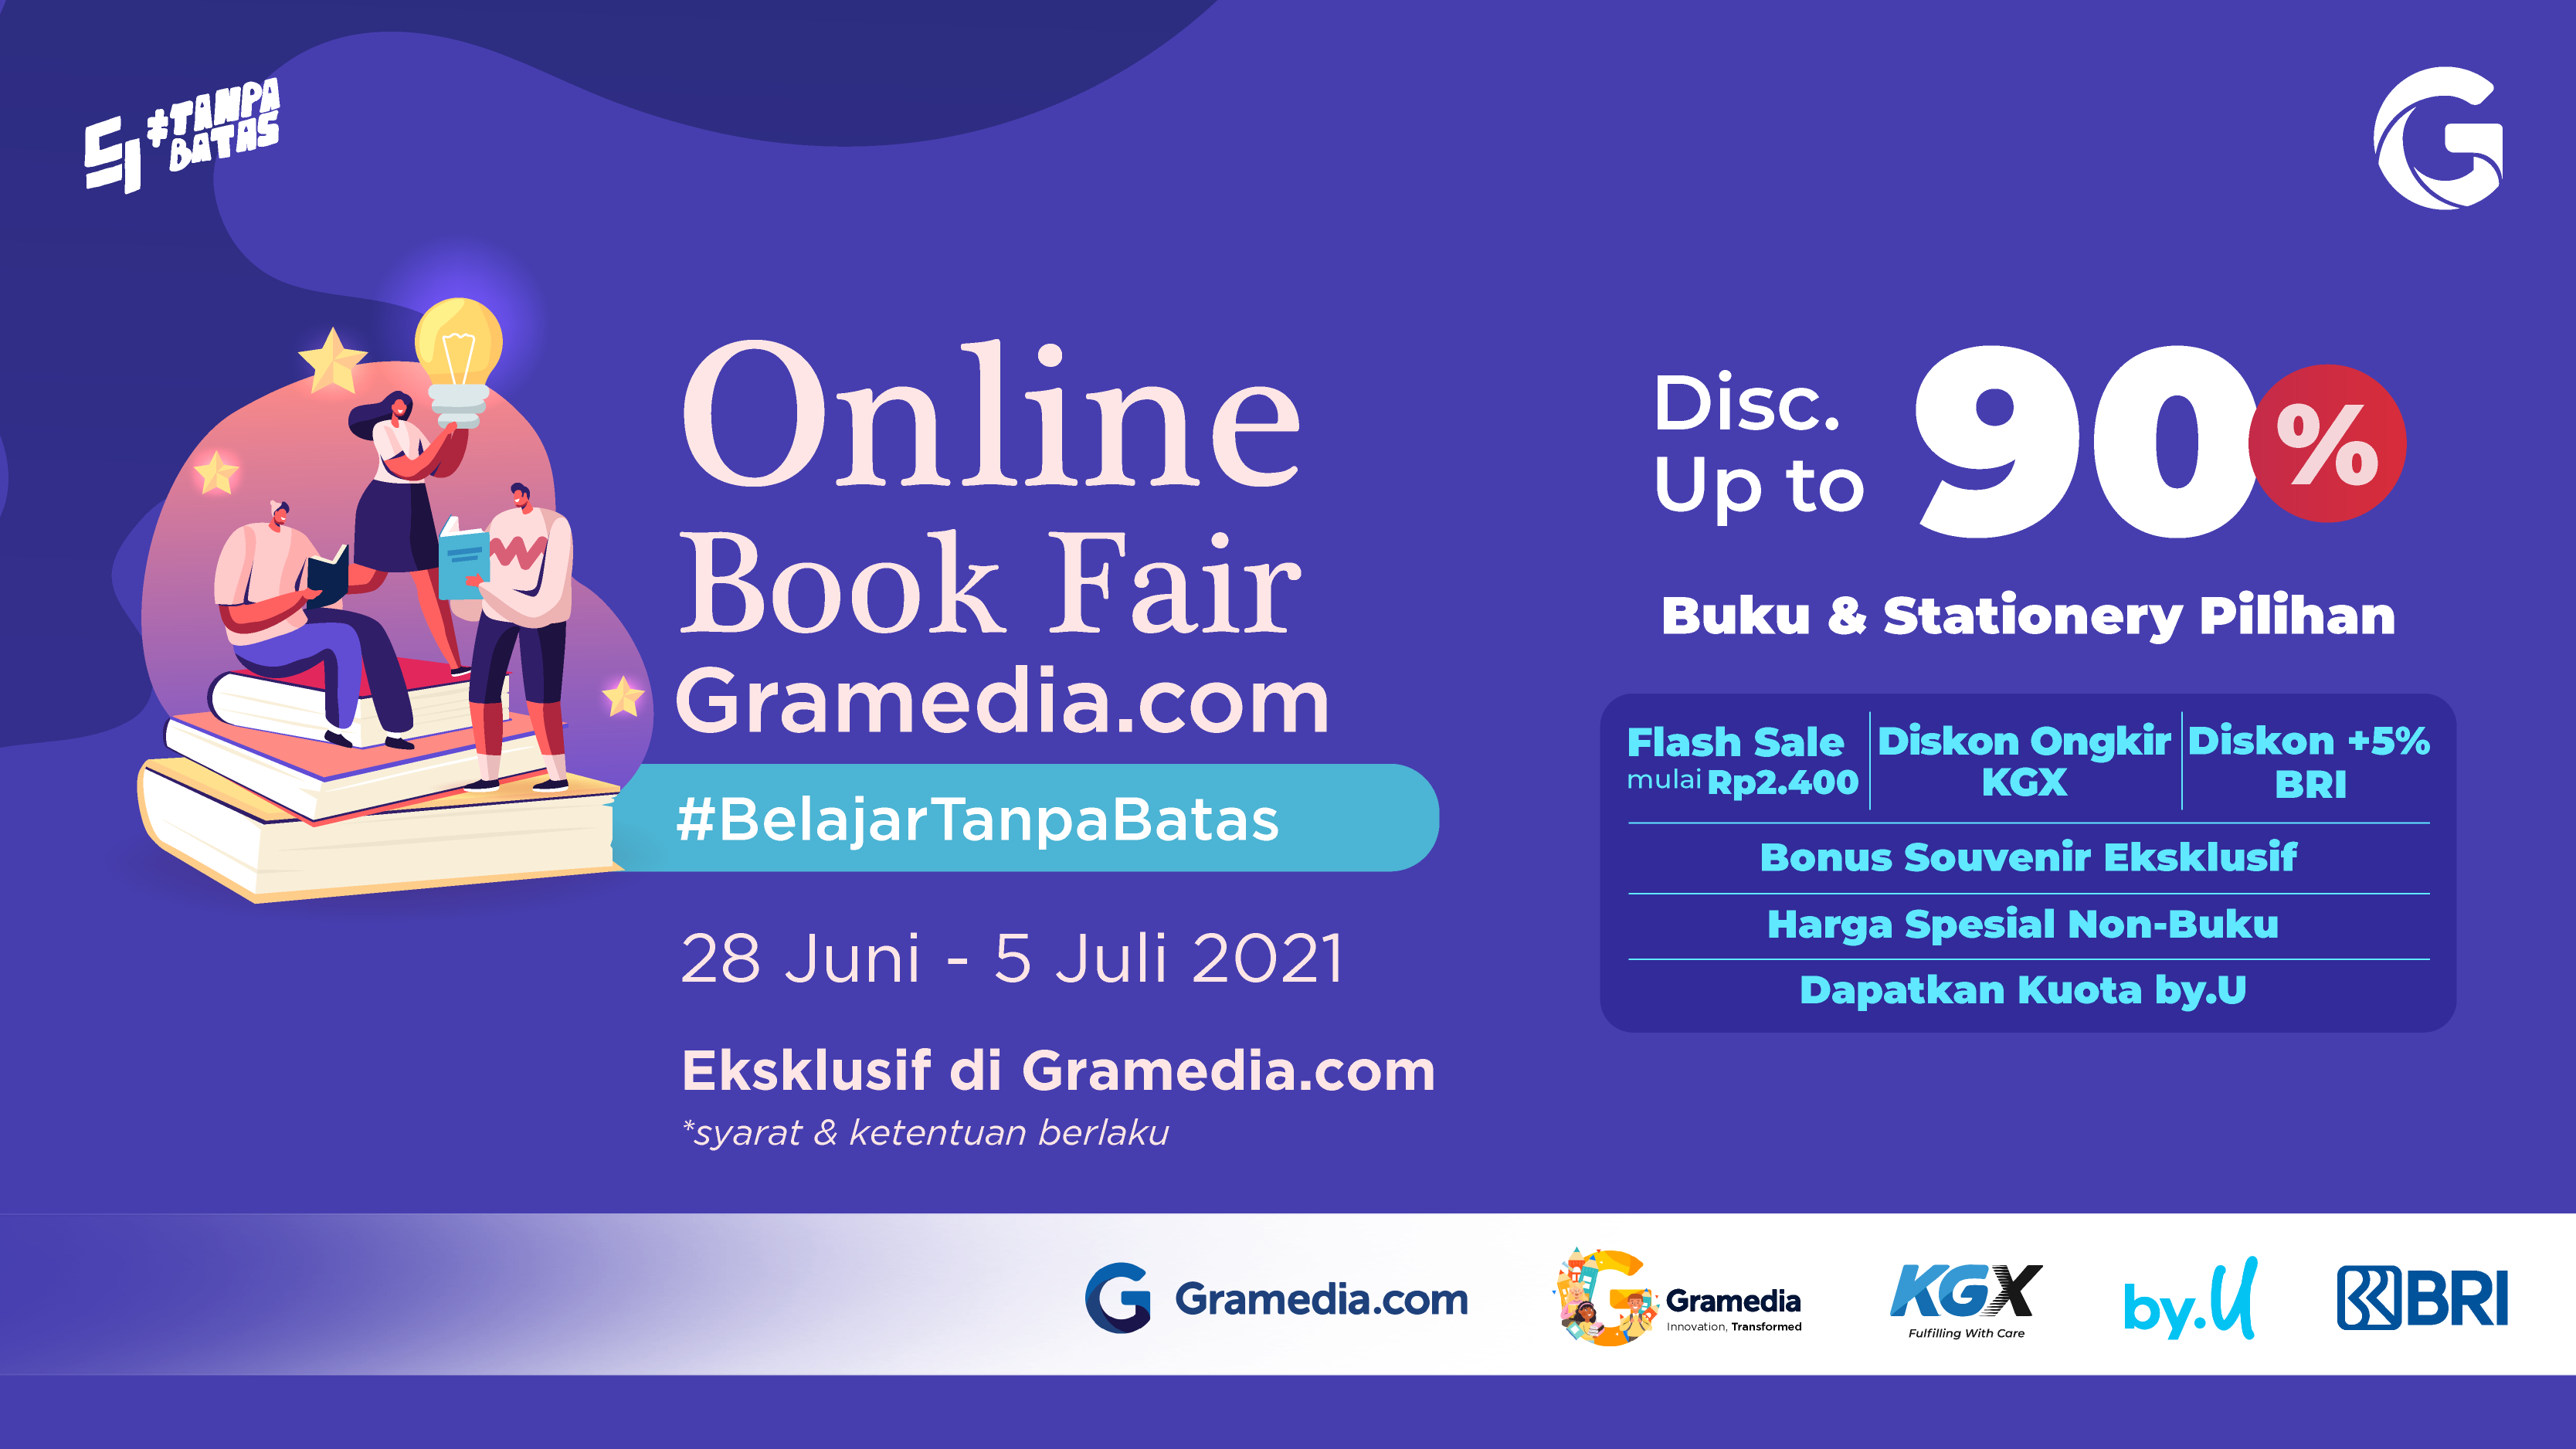 #TANPA
BATAS
Online
Book Fair
Gramedia.com
#BelajarTanpaBatas
28 Juni - 5 Juli 2021
Eksklusif di Gramedia.com
*syarat & ketentuan berlaku
Disc.
Up to
90%
Buku & Stationery Pilihan
Flash Sale
mulai Rp2.400
Diskon Ongkir
KGX
Diskon +5%
BRI
Bonus Souvenir Eksklusif
Harga Spesial Non-Buku
Dapatkan Kuota by.U
Gramedia.com
Gramedia
Innovation, Transformed
KGX
Fulfilling With Care
by.U
BRI